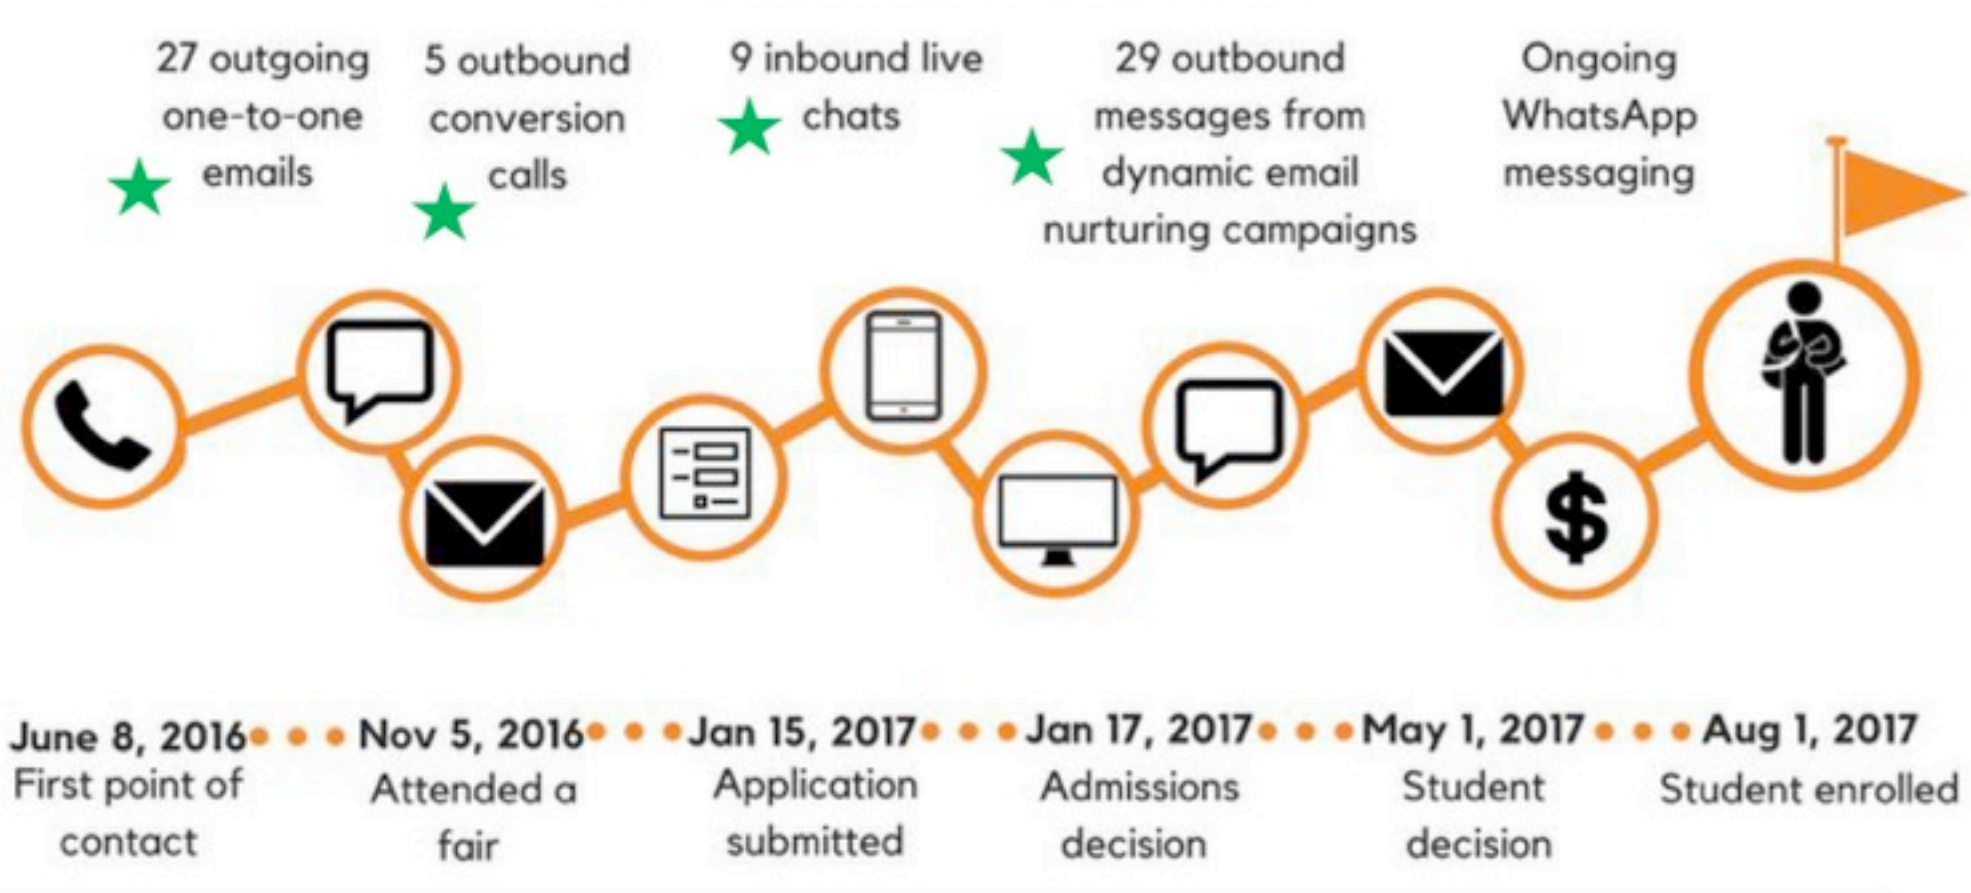 27 outgoing
one-to-one
emails
5 outbound
conversion
calls
9 inbound live
chats
29 outbound
messages from
dynamic email
nurturing campaigns
Ongoing
WhatsApp
messaging
$
June 8, 2016
First point of
contact
Nov 5, 2016
Attended a
fair
Jan 15, 2017
Application
submitted
Jan 17, 2017
Admissions
decision
May 1, 2017
Student
decision
Aug 1, 2017
Student enrolled